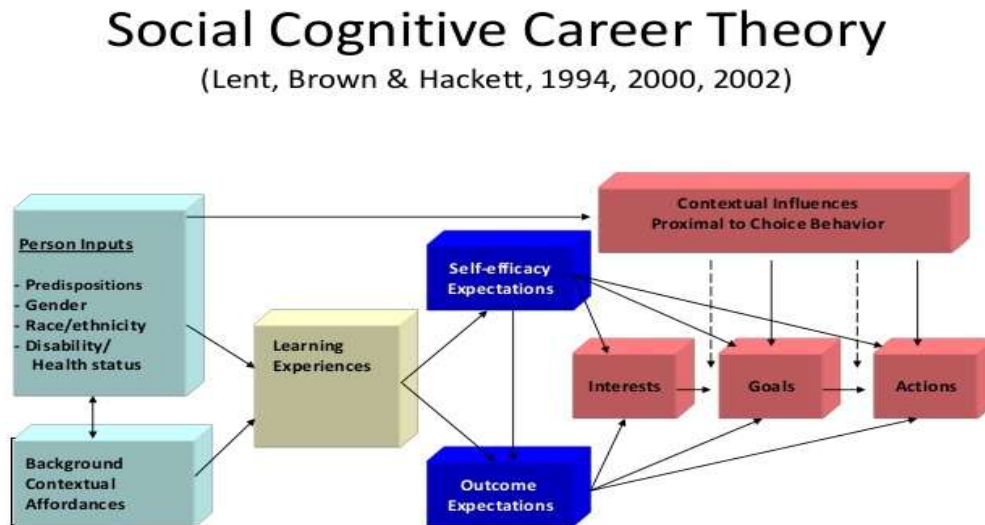 Social Cognitive Career Theory
(Lent, Brown & Hackett, 1994, 2000, 2002)
Contextual Influences
Proximal to Choice Behavior
Person Inputs
- Predispositions
- Gender
- Race/ethnicity
- Disability/
Health status
Self-efficacy
Expectations
Learning
Experiences
Interests
Goals
Actions
Background
Contextual
Affordances
Outcome
Expectations